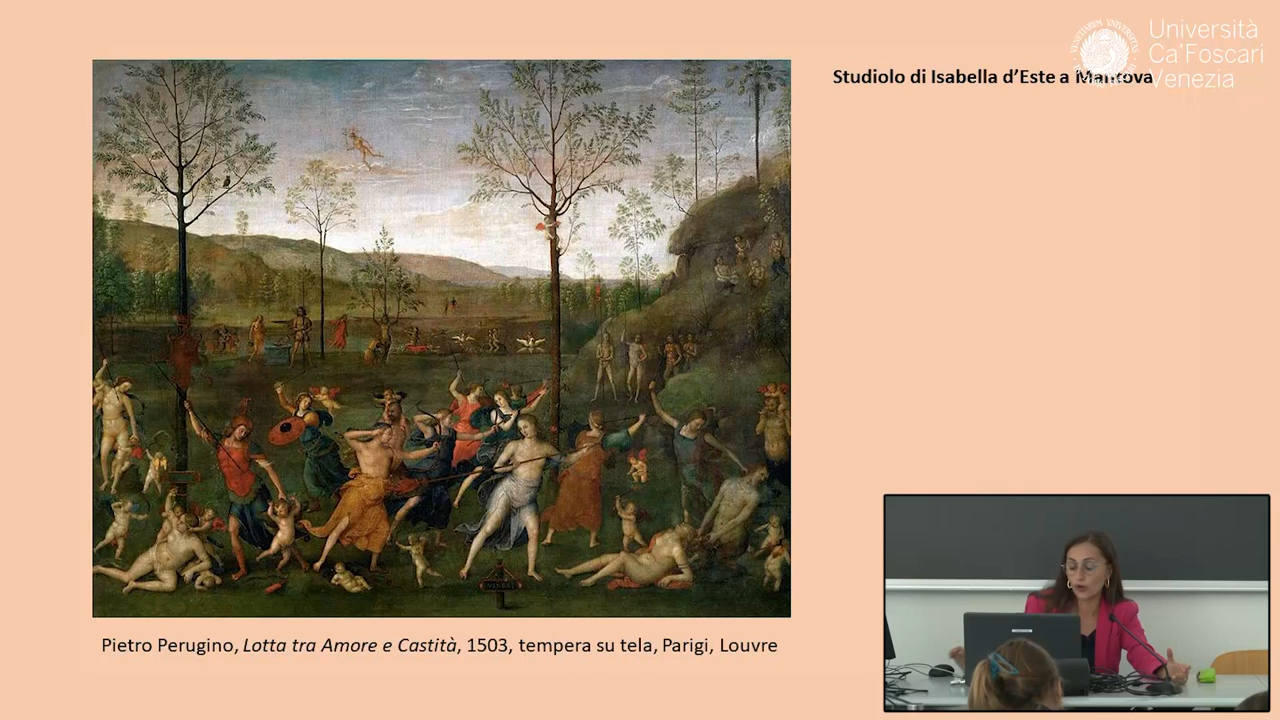 Studiolo di Isabella d'Este a Mantova
Università
Ca'Foscari
Venezia
Pietro Perugino, Lotta tra Amore e Castità, 1503, tempera su tela, Parigi, Louvre